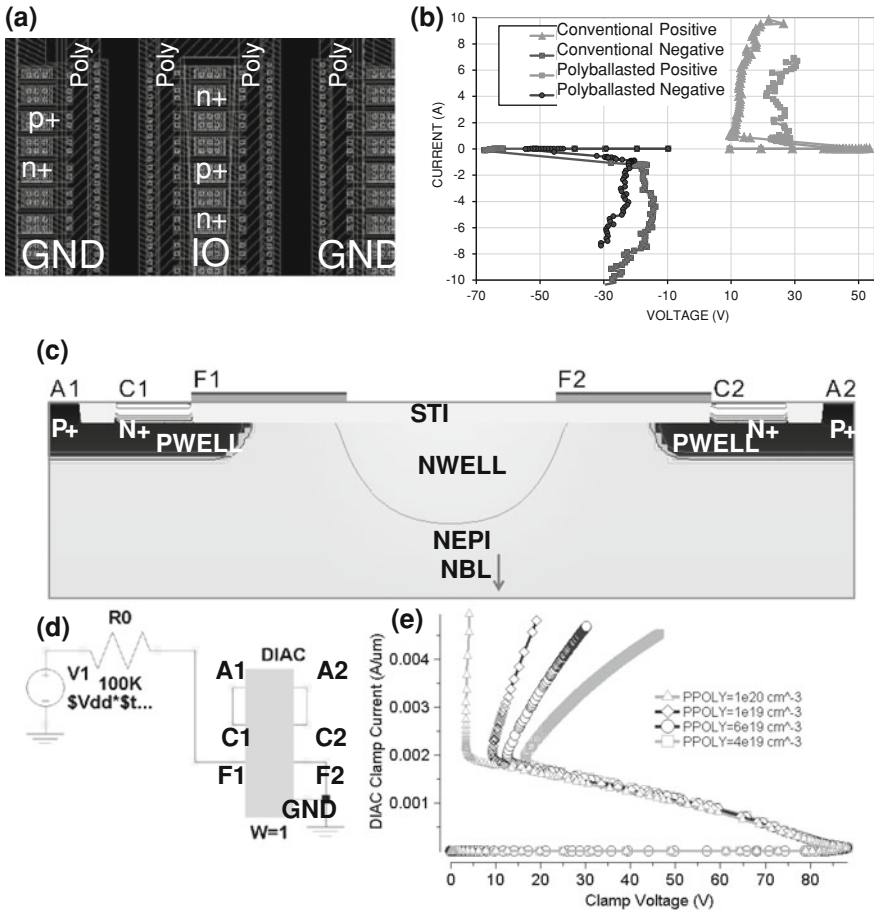 (a)
Poly
Poly
Poly
Poly
n+
p+
n+
p+
n+
GND
IO
GND
(b)
Conventional Positive
Conventional Negative
Polyballasted Positive
Polyballasted Negative
CURRENT (A)
10
8
6
4
2
0
-2
-4
-6
-8
-10
-70
-50
-30
-10
10
30
50
VOLTAGE (V)
(c)
A1
C1
F1
F2
C2
A2
STI
P+
N+
PWELL
PWELL
N+
P+
NWELL
NEPI
NBL
(d)
R0
100K
V1
$Vdd*$t...
DIAC
A1
A2
C1
C2
F1
F2
GND
W=1
(e)
DIAC Clamp Current (A/um)
0.004
0.003
0.002
0.001
PPOLY=1e20 cm^-3
PPOLY=1e19 cm^-3
PPOLY=6e19 cm^-3
PPOLY=4e19 cm^-3
0
10
20
30
40
50
60
70
80
Clamp Voltage (V)